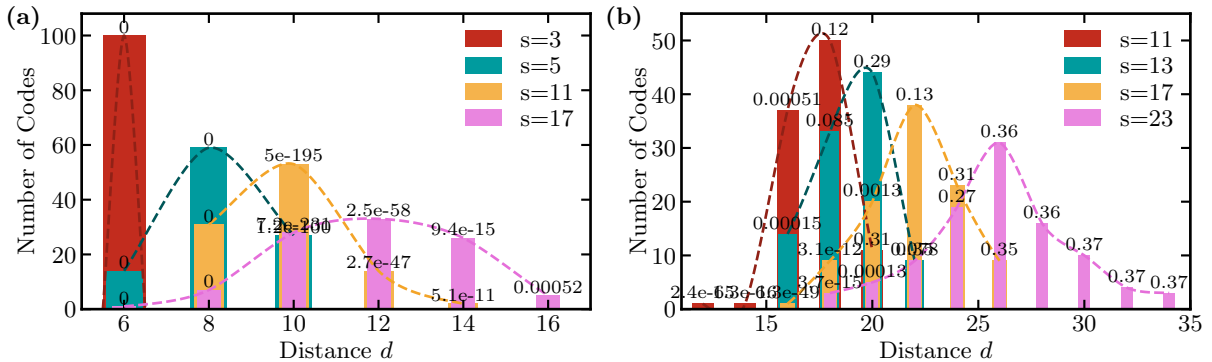 (a)
Number of Codes
100
80
60
40
20
0
0
0
0
0
0
0
5e-195
2.5e-58
2.7e-47
9.4e-15
5.1e-11
0.00052
s=3
s=5
s=11
s=17
6
8
10
12
14
16
Distance d
(b)
Number of Codes
50
40
30
20
10
0
0.12
0.00051
0.085
0.29
0.13
0.36
0.0013
0.31
0.27
0.00015
3.1e-12
0.31
0.36
0.35
0.37
0.00013
0.37
0.37
s=11
s=13
s=17
s=23
15
20
25
30
35
Distance d